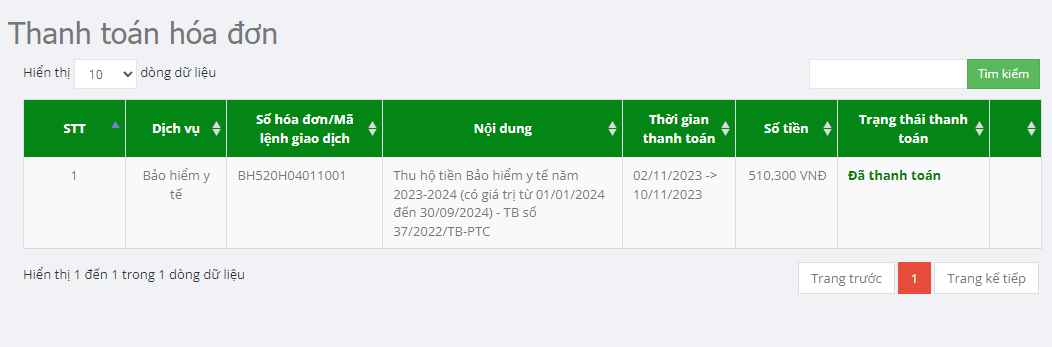 Thanh toán hóa đơn
Hiển thị 10 dòng dữ liệu
Tìm kiếm
STT
Dịch vụ
Số hóa đơn/Mã
lệnh giao dịch
Nội dung
Thời gian
thanh toán
Số tiền
Trạng thái thanh
toán
1
Bảo hiểm y
tế
BH520H04011001
Thu hộ tiền Bảo hiểm y tế năm
2023-2024 (có giá trị từ 01/01/2024
đến 30/09/2024) - TB số
37/2022/TB-PTC
02/11/2023 ->
10/11/2023
510,300 VNĐ
Đã thanh toán
Hiển thị 1 đến 1 trong 1 dòng dữ liệu
Trang trước
1
Trang kế tiếp